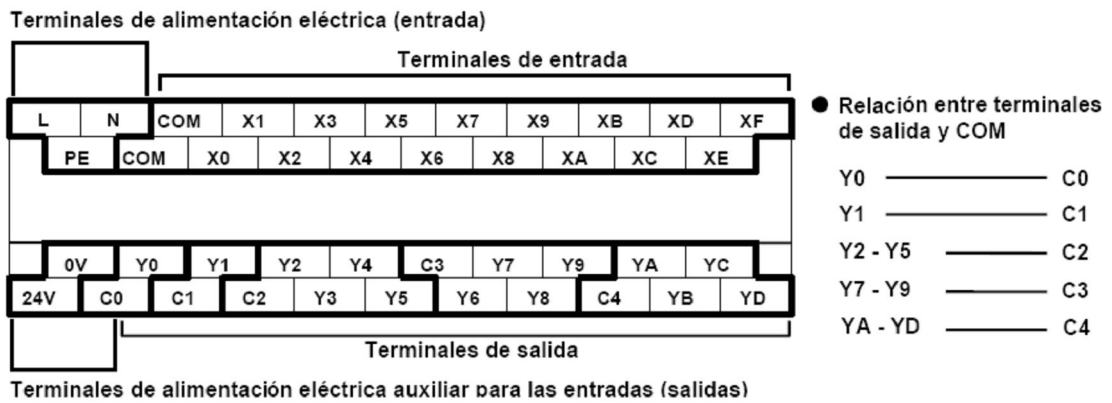 Terminales de alimentación eléctrica (entrada)
Terminales de entrada
L N COM X1 X3 X5 X7 X9 XB XD XF
PE COM X0 X2 X4 X6 X8 XA XC XE
0V Y0 Y1 Y2 Y4 C3 Y7 Y9 YA YC
24V C0 C1 C2 Y3 Y5 Y6 Y8 C4 YB YD
Terminales de salida
Terminales de alimentación eléctrica auxiliar para las entradas (salidas)
● Relación entre terminales
de salida y COM
Y0 C0
Y1 C1
Y2 - Y5 C2
Y7 - Y9 C3
YA - YD C4